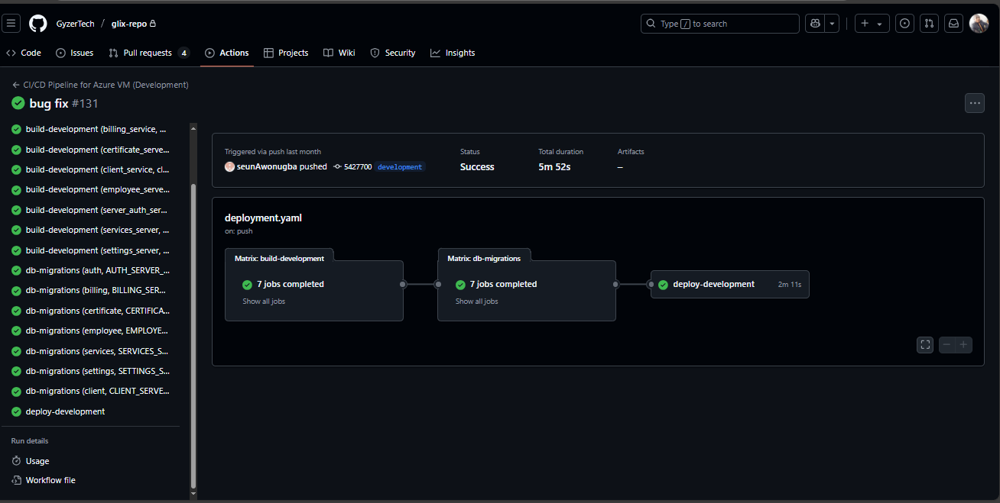 GyzerTech / glix-repo
Type / to search
Code
Issues
Pull requests 4
Actions
Projects
Wiki
Security
Insights
CI/CD Pipeline for Azure VM (Development)
bug fix #131
build-development (billing_service, ...
build-development (certificate_serve...
build-development (client_service, cl...
build-development (employee_serve...
build-development (server_auth_ser...
build-development (services_server, ...
build-development (settings_server, ...
db-migrations (auth, AUTH_SERVER_...
db-migrations (billing, BILLING_SER...
db-migrations (certificate, CERTIFICA...
db-migrations (employee, EMPLOYE...
db-migrations (services, SERVICES_S...
db-migrations (settings, SETTINGS_S...
db-migrations (client, CLIENT_SERVE...
deploy-development
Run details
Usage
Workflow file
Triggered via push last month
seunAwonugba pushed 5427700 development
Status
Success
Total duration
5m 52s
Artifacts
–
deployment.yaml
on: push
Matrix: build-development
7 jobs completed
Show all jobs
Matrix: db-migrations
7 jobs completed
Show all jobs
deploy-development 2m 11s